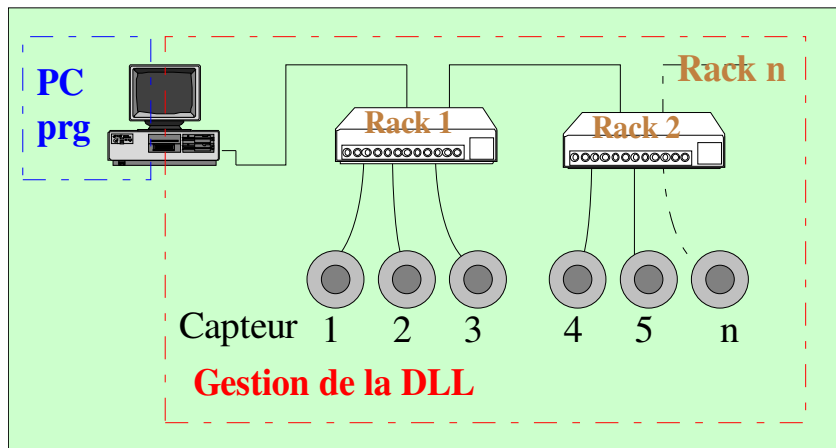 PC
prg
Rack 1
Rack 2
Rack n
Capteur 1 2 3 4 5 n
Gestion de la DLL